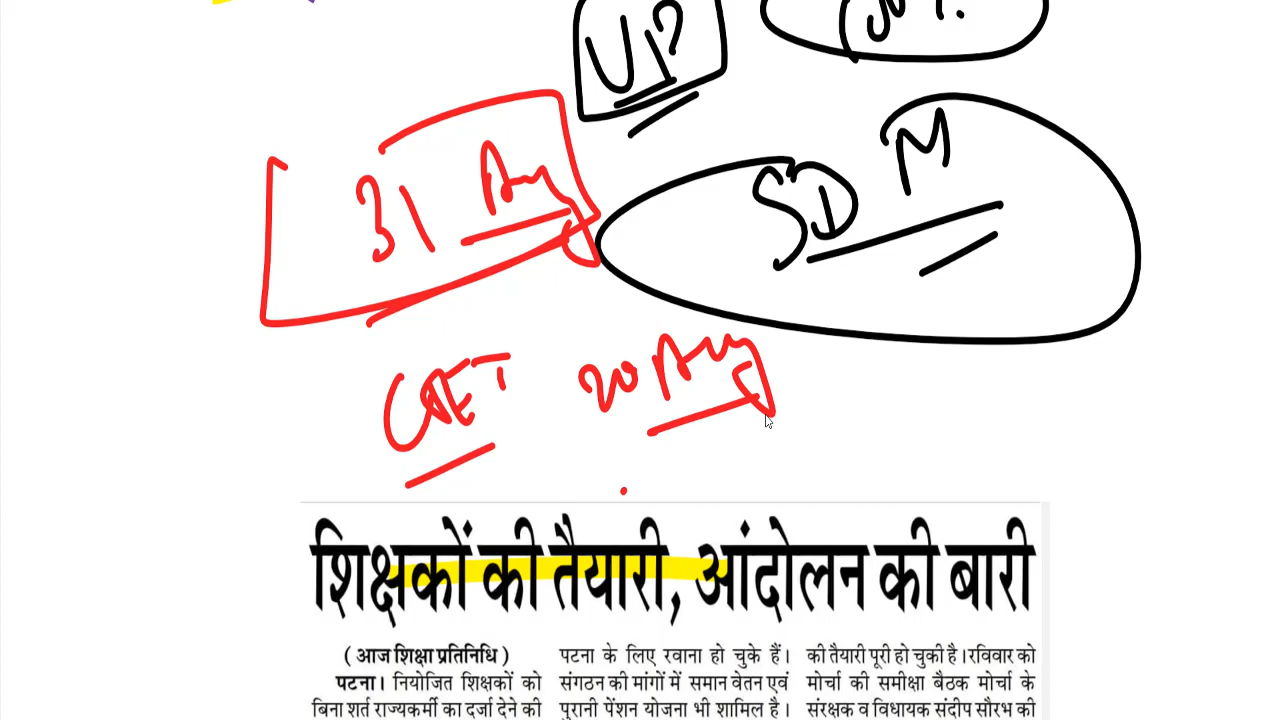 UP?
SDM
31 Aug
CTET 20 Aug
शिक्षकों की तैयारी, आंदोलन की बारी
( आज शिक्षा प्रतिनिधि )
पटना। नियोजित शिक्षकों को
बिना शर्त राज्यकर्मी का दर्जा देने की
पटना के लिए रवाना हो चुके हैं।
संगठन की मांगों में समान वेतन एवं
पुरानी पेंशन योजना भी शामिल है।
की तैयारी पूरी हो चुकी है। रविवार को
मोर्चा की समीक्षा बैठक मोर्चा के
संरक्षक व विधायक संदीप सौरभ की